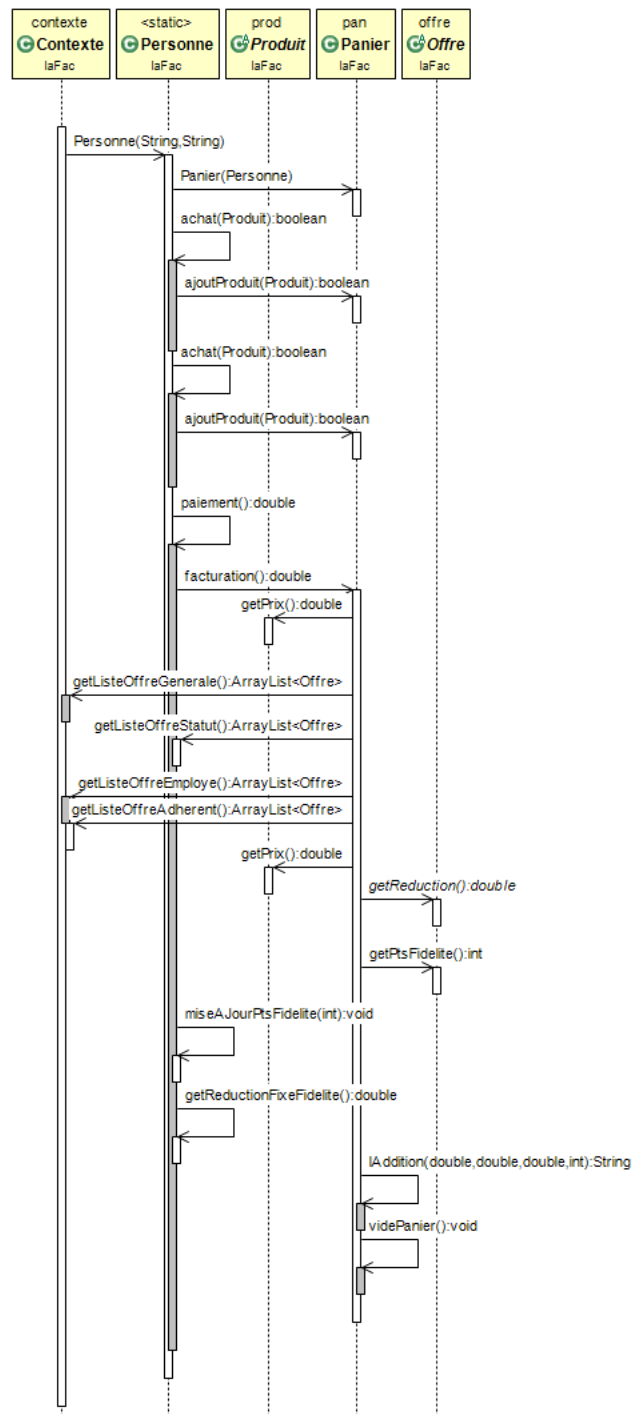 contexte <static> prod pan offre
C Contexte C Personne C A Produit C Panier C A Offre
laFac laFac laFac laFac laFac
Personne(String,String)
Panier(Personne)
achat(Produit):boolean
ajoutProduit(Produit):boolean
achat(Produit):boolean
ajoutProduit(Produit):boolean
paiement():double
facturation():double
getPrix():double
getListeOffreGenerale():ArrayList<Offre>
getListeOffreStatut():ArrayList<Offre>
getListeOffreEmploye():ArrayList<Offre>
getListeOffreAdherent():ArrayList<Offre>
getPrix():double
getReduction():double
getPtsFidelite():int
miseAJourPtsFidelite(int):void
getReductionFixeFidelite():double
lAddition(double,double,double,int):String
videPanier():void